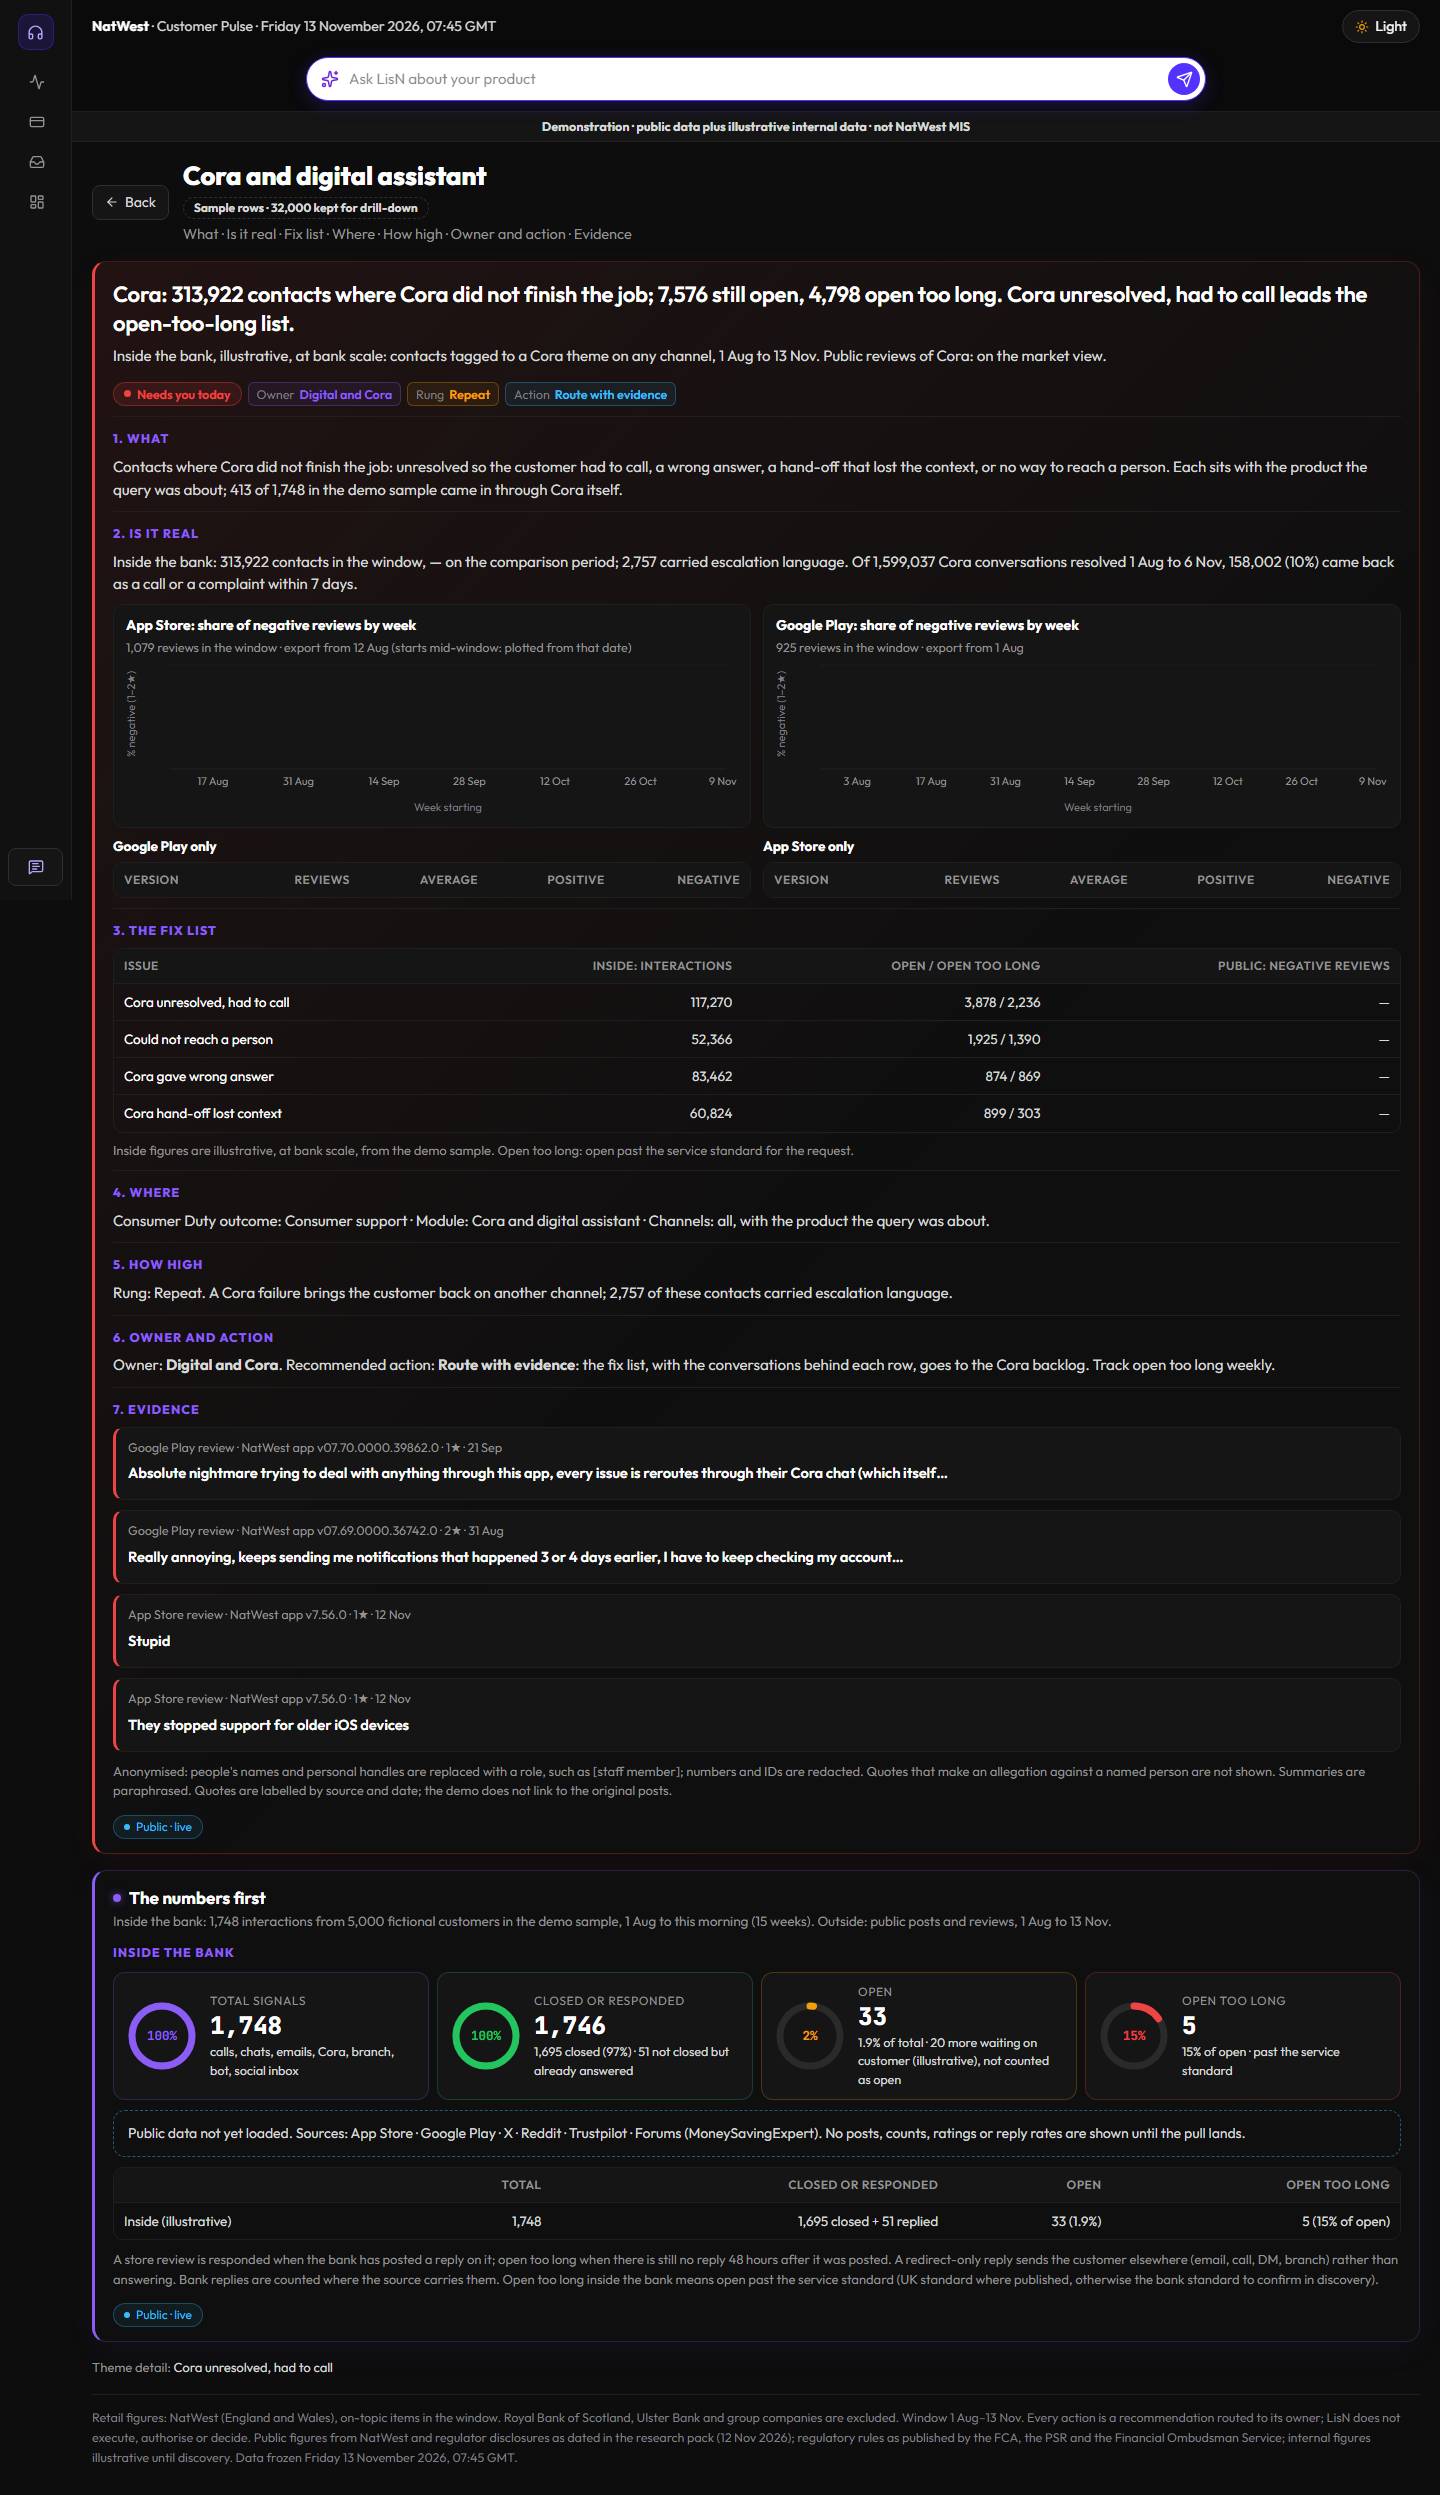 NatWest · Customer Pulse · Friday 13 November 2026, 07:45 GMT
Light
Ask LisN about your product
Demonstration · public data plus illustrative internal data · not NatWest MIS
Back
Cora and digital assistant
Sample rows · 32,000 kept for drill-down
What · Is it real · Fix list · Where · How high · Owner and action · Evidence
Cora: 313,922 contacts where Cora did not finish the job; 7,576 still open, 4,798 open too long. Cora unresolved, had to call leads the
open-too-long list.
Inside the bank, illustrative, at bank scale: contacts tagged to a Cora theme on any channel, 1 Aug to 13 Nov. Public reviews of Cora: on the market view.
Needs you today
Owner Digital and Cora
Rung Repeat
Action Route with evidence
1. WHAT
Contacts where Cora did not finish the job: unresolved so the customer had to call, a wrong answer, a hand-off that lost the context, or no way to reach a person. Each sits with the product the
query was about; 413 of 1,748 in the demo sample came in through Cora itself.
2. IS IT REAL
Inside the bank: 313,922 contacts in the window, — on the comparison period; 2,757 carried escalation language. Of 1,599,037 Cora conversations resolved 1 Aug to 6 Nov, 158,002 (10%) came back
as a call or a complaint within 7 days.
App Store: share of negative reviews by week
1,079 reviews in the window · export from 12 Aug (starts mid-window: plotted from that date)
% negative (1–2★)
17 Aug 31 Aug 14 Sep 28 Sep 12 Oct 26 Oct 9 Nov
Week starting
Google Play: share of negative reviews by week
925 reviews in the window · export from 1 Aug
% negative (1–2★)
3 Aug 17 Aug 31 Aug 14 Sep 28 Sep 12 Oct 26 Oct 9 Nov
Week starting
Google Play only
VERSION REVIEWS AVERAGE POSITIVE NEGATIVE
App Store only
VERSION REVIEWS AVERAGE POSITIVE NEGATIVE
3. THE FIX LIST
ISSUE INSIDE: INTERACTIONS OPEN / OPEN TOO LONG PUBLIC: NEGATIVE REVIEWS
Cora unresolved, had to call 117,270 3,878 / 2,236 —
Could not reach a person 52,366 1,925 / 1,390 —
Cora gave wrong answer 83,462 874 / 869 —
Cora hand-off lost context 60,824 899 / 303 —
Inside figures are illustrative, at bank scale, from the demo sample. Open too long: open past the service standard for the request.
4. WHERE
Consumer Duty outcome: Consumer support · Module: Cora and digital assistant · Channels: all, with the product the query was about.
5. HOW HIGH
Rung: Repeat. A Cora failure brings the customer back on another channel; 2,757 of these contacts carried escalation language.
6. OWNER AND ACTION
Owner: Digital and Cora. Recommended action: Route with evidence: the fix list, with the conversations behind each row, goes to the Cora backlog. Track open too long weekly.
7. EVIDENCE
Google Play review · NatWest app v07.70.0000.39862.0 · 1★ · 21 Sep
Absolute nightmare trying to deal with anything through this app, every issue is reroutes through their Cora chat (which itself…
Google Play review · NatWest app v07.69.0000.36742.0 · 2★ · 31 Aug
Really annoying, keeps sending me notifications that happened 3 or 4 days earlier, I have to keep checking my account…
App Store review · NatWest app v7.56.0 · 1★ · 12 Nov
Stupid
App Store review · NatWest app v7.56.0 · 1★ · 12 Nov
They stopped support for older iOS devices
Anonymised: people's names and personal handles are replaced with a role, such as [staff member]; numbers and IDs are redacted. Quotes that make an allegation against a named person are not shown. Summaries are
paraphrased. Quotes are labelled by source and date; the demo does not link to the original posts.
Public · live
The numbers first
Inside the bank: 1,748 interactions from 5,000 fictional customers in the demo sample, 1 Aug to this morning (15 weeks). Outside: public posts and reviews, 1 Aug to 13 Nov.
INSIDE THE BANK
100%
TOTAL SIGNALS
1,748
calls, chats, emails, Cora, branch,
bot, social inbox
100%
CLOSED OR RESPONDED
1,746
1,695 closed (97%) · 51 not closed but
already answered
2%
OPEN
33
1.9% of total · 20 more waiting on
customer (illustrative), not counted
as open
15%
OPEN TOO LONG
5
15% of open · past the service
standard
Public data not yet loaded. Sources: App Store · Google Play · X · Reddit · Trustpilot · Forums (MoneySavingExpert). No posts, counts, ratings or reply rates are shown until the pull lands.
TOTAL CLOSED OR RESPONDED OPEN OPEN TOO LONG
Inside (illustrative) 1,748 1,695 closed + 51 replied 33 (1.9%) 5 (15% of open)
A store review is responded when the bank has posted a reply on it; open too long when there is still no reply 48 hours after it was posted. A redirect-only reply sends the customer elsewhere (email, call, DM, branch) rather than
answering. Bank replies are counted where the source carries them. Open too long inside the bank means open past the service standard (UK standard where published, otherwise the bank standard to confirm in discovery).
Public · live
Theme detail: Cora unresolved, had to call
Retail figures: NatWest (England and Wales), on-topic items in the window. Royal Bank of Scotland, Ulster Bank and group companies are excluded. Window 1 Aug–13 Nov. Every action is a recommendation routed to its owner; LisN does not
execute, authorise or decide. Public figures from NatWest and regulator disclosures as dated in the research pack (12 Nov 2026); regulatory rules as published by the FCA, the PSR and the Financial Ombudsman Service; internal figures
illustrative until discovery. Data frozen Friday 13 November 2026, 07:45 GMT.